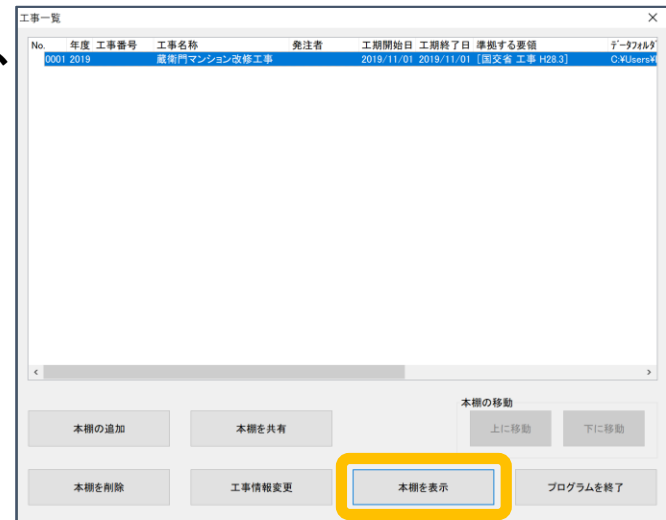 工事一覧
No. 年度 工事番号 工事名称 発注者 工期開始日 工期終了日 準拠する要領 データフォルダ
0001 2019 蔵衛門マンション改修工事 2019/11/01 2019/11/01 [国交省 工事 H28.3] C:¥Users¥
本棚の移動
本棚の追加 本棚を共有 上に移動 下に移動
本棚を削除 工事情報変更 本棚を表示 プログラムを終了